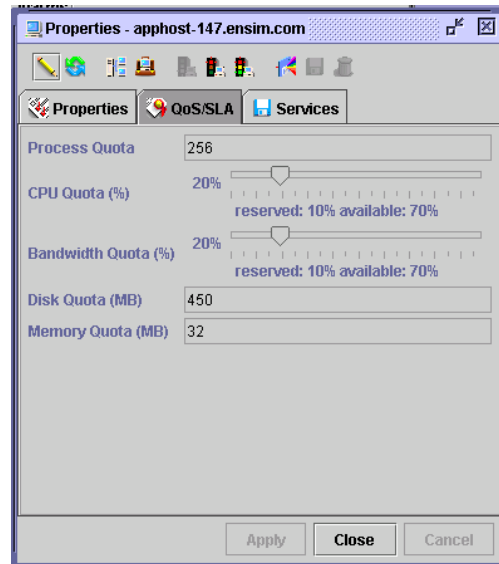 Properties - apphost-147.ensim.com
Properties QoS/SLA Services
Process Quota 256
CPU Quota (%) 20%
reserved: 10% available: 70%
Bandwidth Quota (%) 20%
reserved: 10% available: 70%
Disk Quota (MB) 450
Memory Quota (MB) 32
Apply Close Cancel